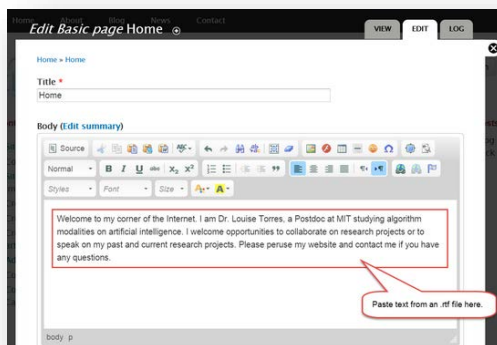 Home About Blog News Contact
Edit Basic page Home
VIEW EDIT LOG
Home » Home
Title *
Home
Body (Edit summary)
Source
Normal B I U abc X₂ X²
Styles Font Size A A
Welcome to my corner of the Internet. I am Dr. Louise Torres, a Postdoc at MIT studying algorithm
modalities on artificial intelligence. I welcome opportunities to collaborate on research projects or to
speak on my past and current research projects. Please peruse my website and contact me if you have
any questions.
Paste text from an .rtf file here.
body p